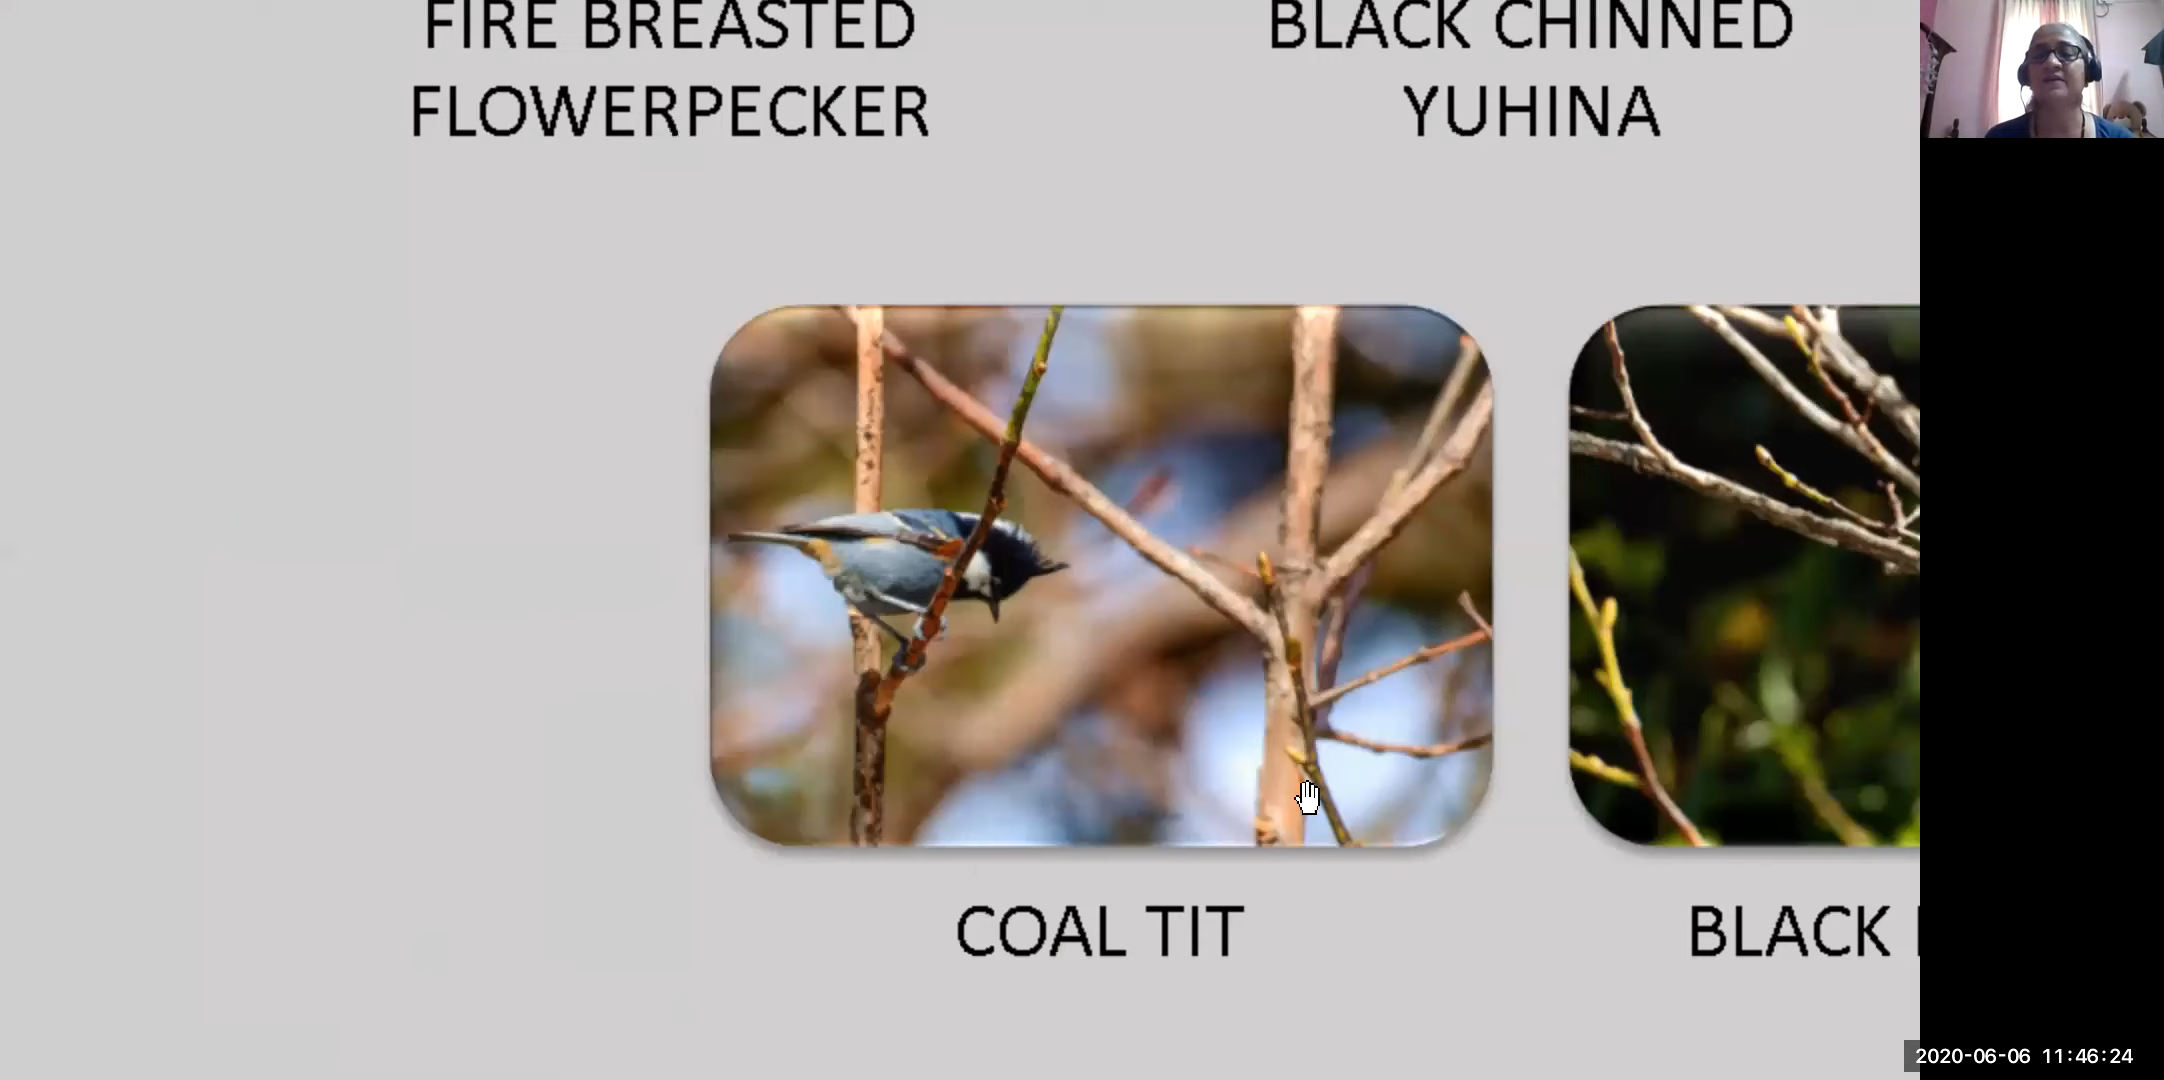 FIRE BREASTED
FLOWERPECKER
BLACK CHINNED
YUHINA
COAL TIT
BLACK
2020-06-06 11:46:24